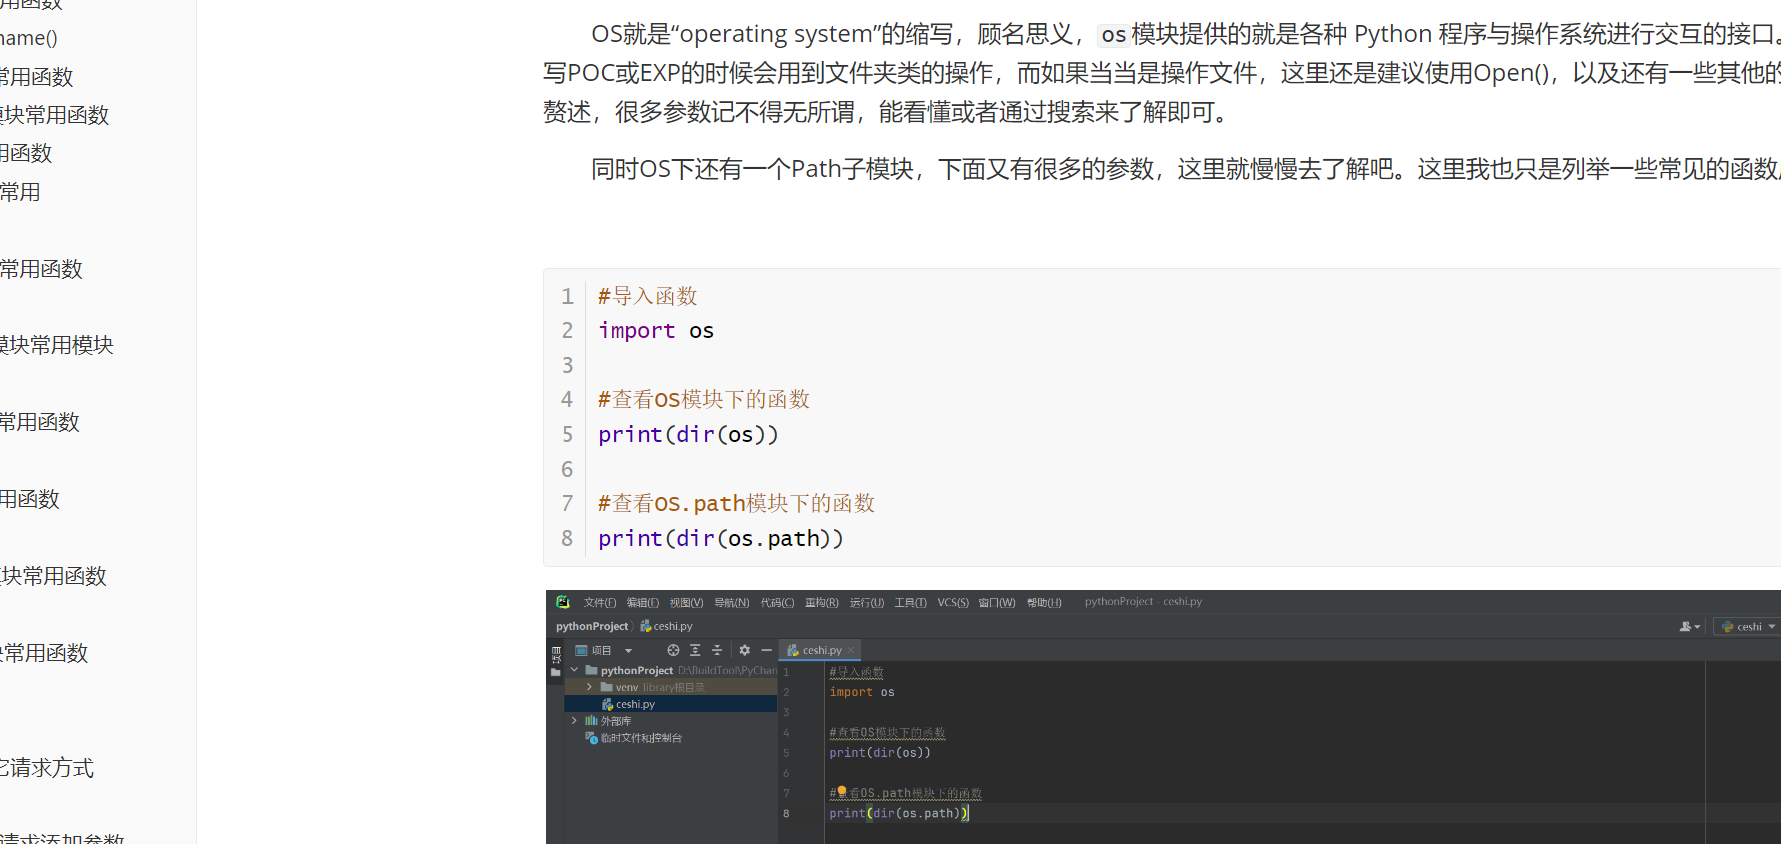 用函数
name()
常用函数
模块常用函数
用函数
常用
常用函数
模块常用模块
常用函数
用函数
块常用函数
常用函数
它请求方式
请求添加参数
OS就是“operating system”的缩写，顾名思义，os模块提供的就是各种 Python 程序与操作系统进行交互的接口。
写POC或EXP的时候会用到文件夹类的操作，而如果当当是操作文件，这里还是建议使用Open()，以及还有一些其他的
赘述，很多参数记不得无所谓，能看懂或者通过搜索来了解即可。
同时OS下还有一个Path子模块，下面又有很多的参数，这里就慢慢去了解吧。这里我也只是列举一些常见的函数
1 #导入函数
2 import os
3
4 #查看OS模块下的函数
5 print(dir(os))
6
7 #查看OS.path模块下的函数
8 print(dir(os.path))
文件(F) 编辑(E) 视图(V) 导航(N) 代码(C) 重构(R) 运行(U) 工具(T) VCS(S) 窗口(W) 帮助(H) pythonProject - ceshi.py
pythonProject ceshi.py ceshi
项目 项目 ceshi.py
pythonProject D:\BuildTool\PyChar
venv library根目录
ceshi.py
外部库
临时文件和控制台
1 #导入函数
2 import os
3
4 #查看OS模块下的函数
5 print(dir(os))
6
7 #查看OS.path模块下的函数
8 print(dir(os.path))